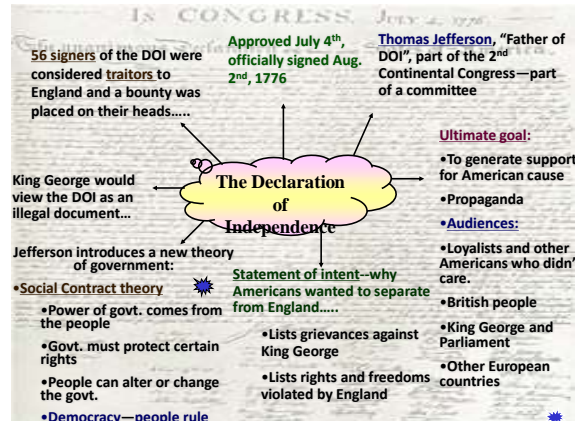 IN CONGRESS, JULY 4, 1776.
56 signers of the DOI were
considered traitors to
England and a bounty was
placed on their heads…..
Approved July 4th,
officially signed Aug.
2nd, 1776
Thomas Jefferson, “Father of
DOI”, part of the 2nd
Continental Congress—part
of a committee
King George would
view the DOI as an
illegal document…
The Declaration
of
Independence
Ultimate goal:
•To generate support
for American cause
•Propaganda
•Audiences:
•Loyalists and other
Americans who didn’
care.
•British people
•King George and
Parliament
•Other European
countries
Jefferson introduces a new theory
of government:
•Social Contract theory
•Power of govt. comes from
the people
•Govt. must protect certain
rights
•People can alter or change
the govt.
•Democracy—people rule
Statement of intent--why
Americans wanted to separate
from England…..
•Lists grievances against
King George
•Lists rights and freedoms
violated by England